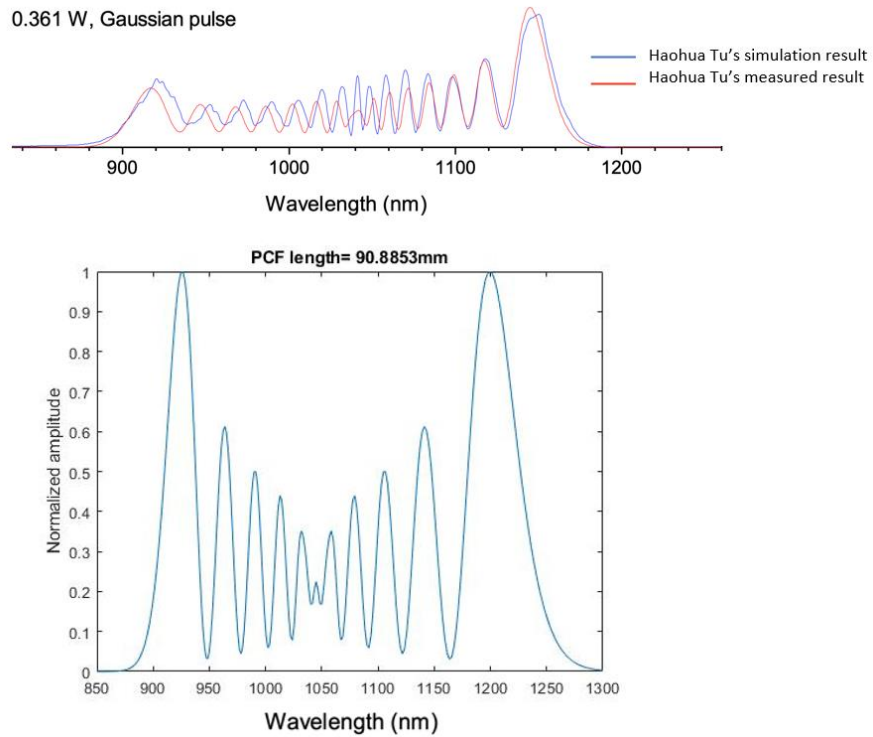 0.361 W, Gaussian pulse
Haohua Tu's simulation result
Haohua Tu's measured result
900 1000 1100 1200
Wavelength (nm)
PCF length= 90.8853mm
1
0.9
0.8
0.7
0.6
0.5
0.4
0.3
0.2
0.1
0
Normalized amplitude
850 900 950 1000 1050 1100 1150 1200 1250 1300
Wavelength (nm)